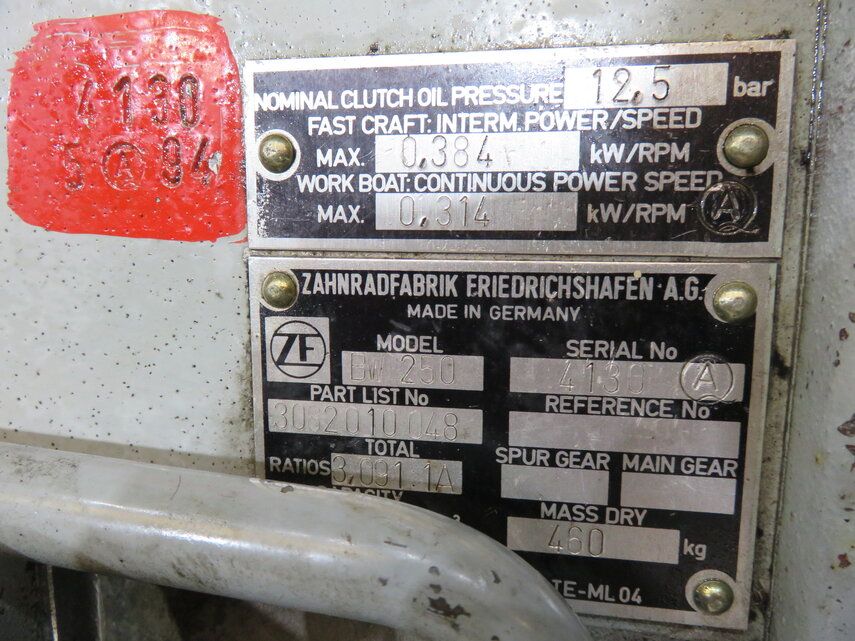 4130
5 A 94
NOMINAL CLUTCH OIL PRESSURE 12,5 bar
FAST CRAFT: INTERM. POWER/SPEED
MAX. 0,384 kW/RPM
WORK BOAT: CONTINUOUS POWER SPEED
MAX. 0,314 kW/RPM A
ZAHNRADFABRIK FRIEDRICHSHAFEN A.G.
MADE IN GERMANY
ZF
MODEL SERIAL No
BW 250 4130 A
PART LIST No REFERENCE No
3052010048
TOTAL
RATIOS 3,091.1A SPUR GEAR MAIN GEAR
MASS DRY
460 kg
TE-ML 04